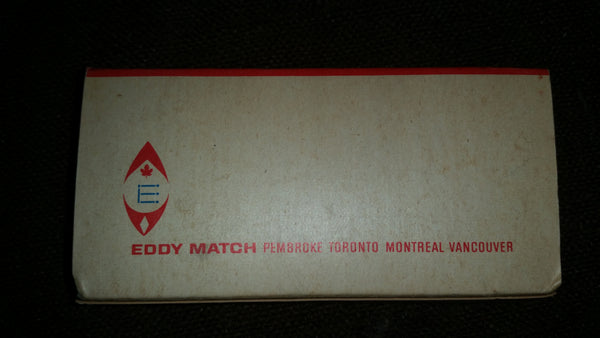 E
EDDY MATCH PEMBROKE TORONTO MONTREAL VANCOUVER